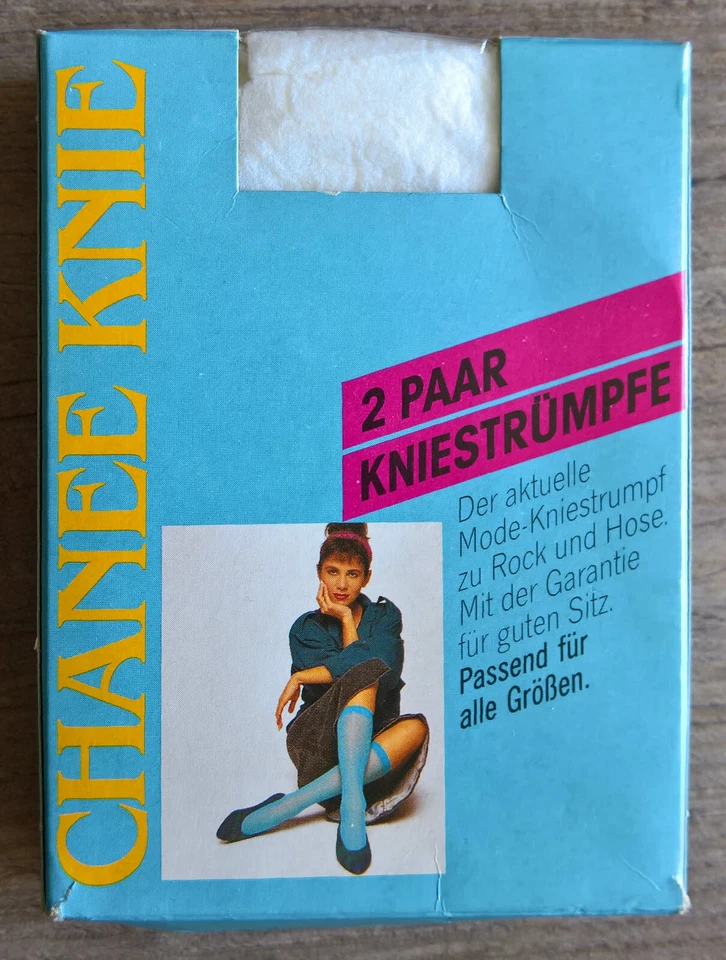 CHANEE KNIE
2 PAAR
KNIESTRÜMPFE
Der aktuelle
Mode-Kniestrumpf
zu Rock und Hose.
Mit der Garantie
für guten Sitz.
Passend für
alle Größen.